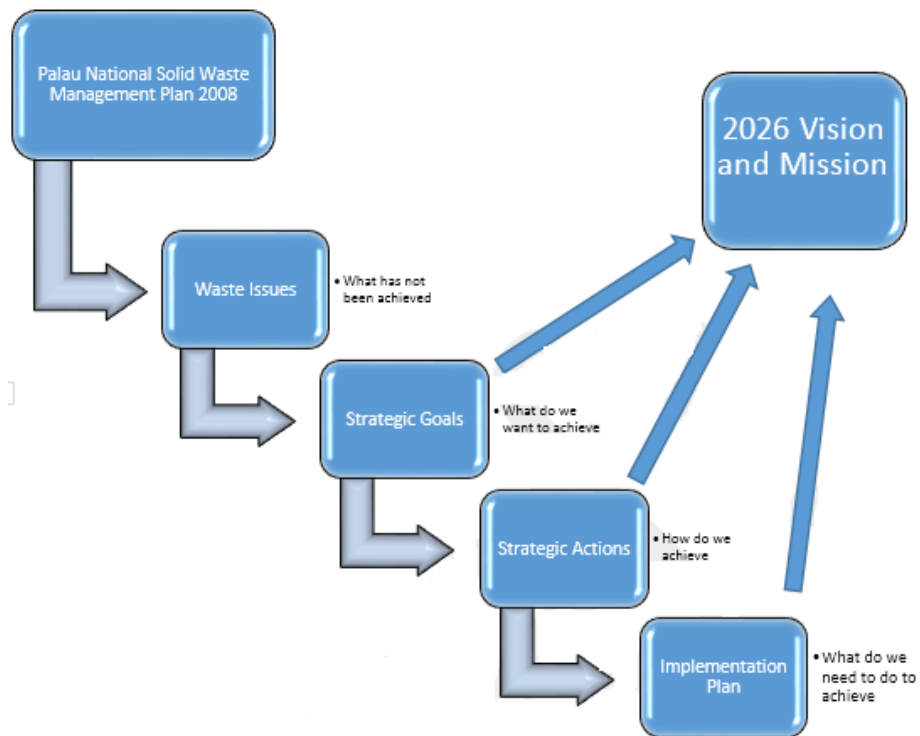 Palau National Solid Waste
Management Plan 2008
2026 Vision
and Mission
Waste Issues
• What has not
been achieved
Strategic Goals
• What do we
want to achieve
Strategic Actions
• How do we
achieve
Implementation
Plan
• What do we
need to do to
achieve